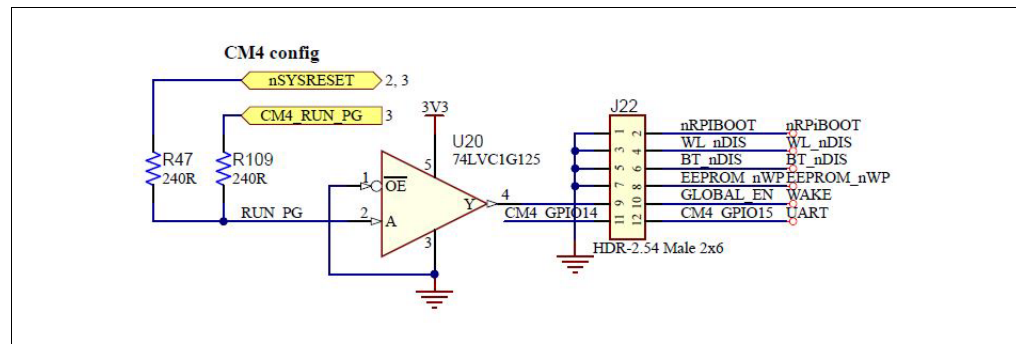 CM4 config
nSYSRESET 2, 3
CM4_RUN_PG 3
3V3
J22
R47
240R
R109
240R
U20
74LVC1G125
5
1
OE
2
A
Y
4
3
RUN_PG
1 2 nRPIBOOT nRPiBOOT
3 4 WL_nDIS WL_nDIS
5 6 BT_nDIS BT_nDIS
7 8 EEPROM_nWP EEPROM_nWP
9 10 GLOBAL_EN WAKE
CM4_GPIO14 11 12 CM4_GPIO15 UART
HDR-2.54 Male 2x6